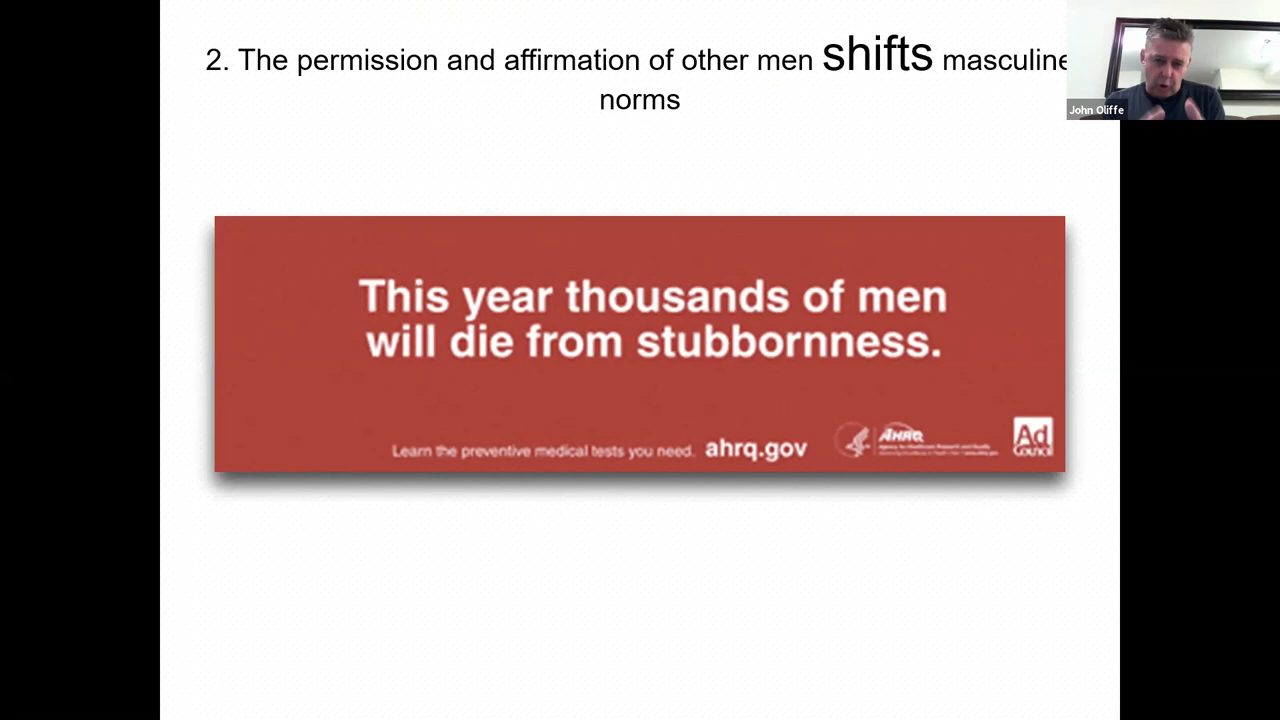 2. The permission and affirmation of other men shifts masculine
norms
John Oliffe
This year thousands of men
will die from stubbornness.
Learn the preventive medical tests you need. ahrq.gov
AHRQ
Ad
Council